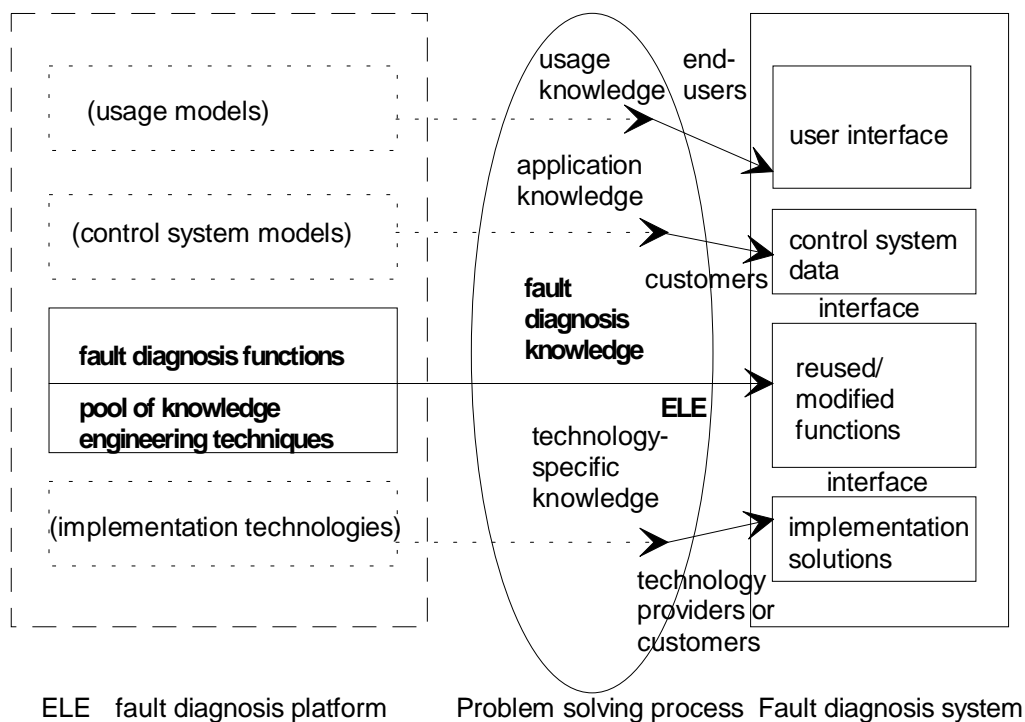 (usage models)
(control system models)
fault diagnosis functions
pool of knowledge
engineering techniques
(implementation technologies)
ELE fault diagnosis platform
usage
knowledge
application
knowledge
fault
diagnosis
knowledge
technology-
specific
knowledge
Problem solving process
end-
users
customers
ELE
technology
providers or
customers
user interface
control system
data
interface
reused/
modified
functions
interface
implementation
solutions
Fault diagnosis system